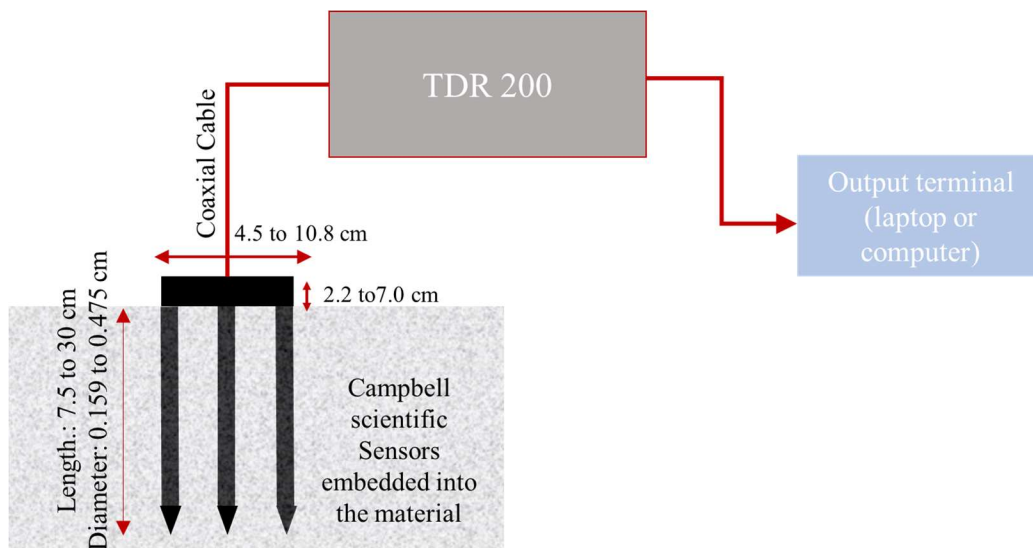 TDR 200
Coaxial Cable
Output terminal
(laptop or
computer)
4.5 to 10.8 cm
2.2 to7.0 cm
Length.: 7.5 to 30 cm
Diameter: 0.159 to 0.475 cm
Campbell
scientific
Sensors
embedded into
the material